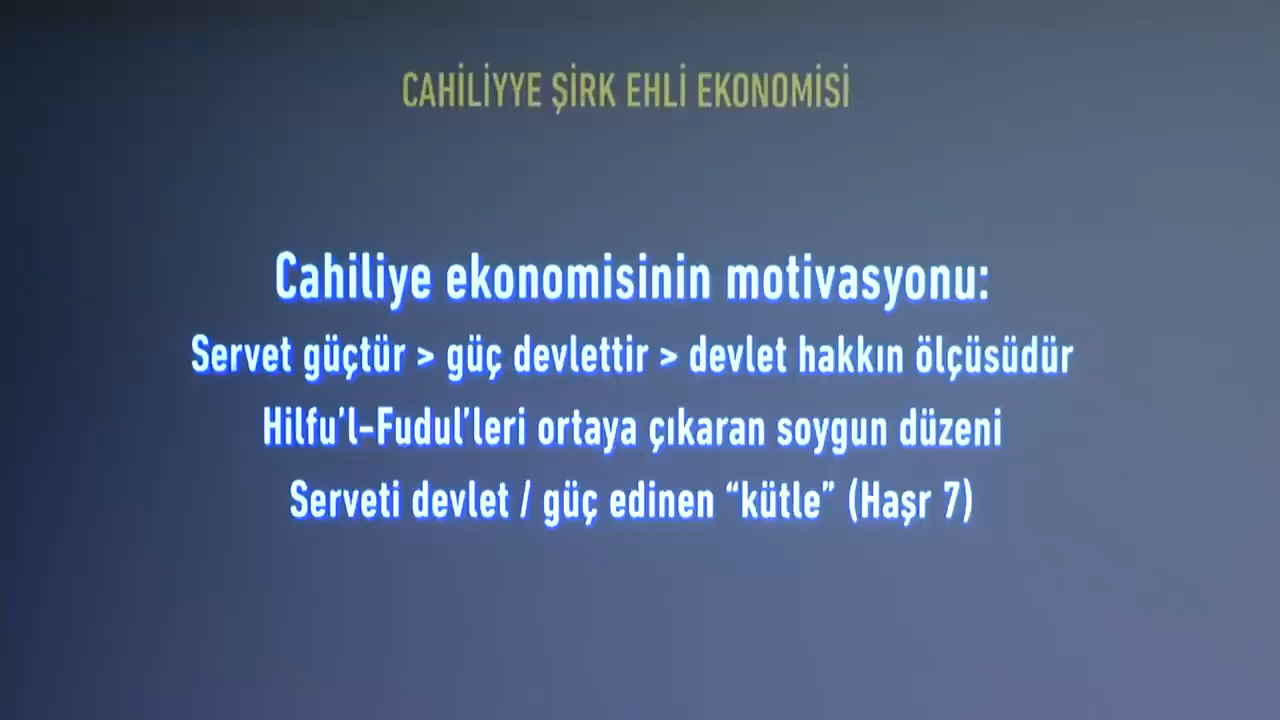 CAHİLİYYE ŞİRK EHLİ EKONOMİSİ
Cahiliye ekonomisinin motivasyonu:
Servet güçtür > güç devlettir > devlet hakkın ölçüsüdür
Hilfu’l-Fudul’leri ortaya çıkaran soygun düzeni
Serveti devlet / güç edinen “kütle” (Haşr 7)